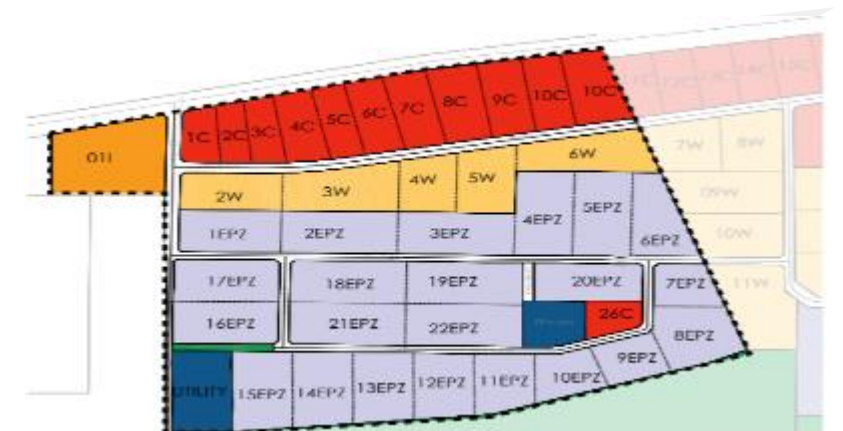 01I
1C 2C 3C 4C 5C 6C 7C 8C 9C 10C 10C
7W 8W
2W 3W 4W 5W 6W
1EPZ 2EPZ 3EPZ 4EPZ 5EPZ 6EPZ
10W
17EPZ 18EPZ 19EPZ 20EPZ 7EPZ 11W
16EPZ 21EPZ 22EPZ 26C 8EPZ
UTILITY 15EPZ 14EPZ 13EPZ 12EPZ 11EPZ 10EPZ 9EPZ